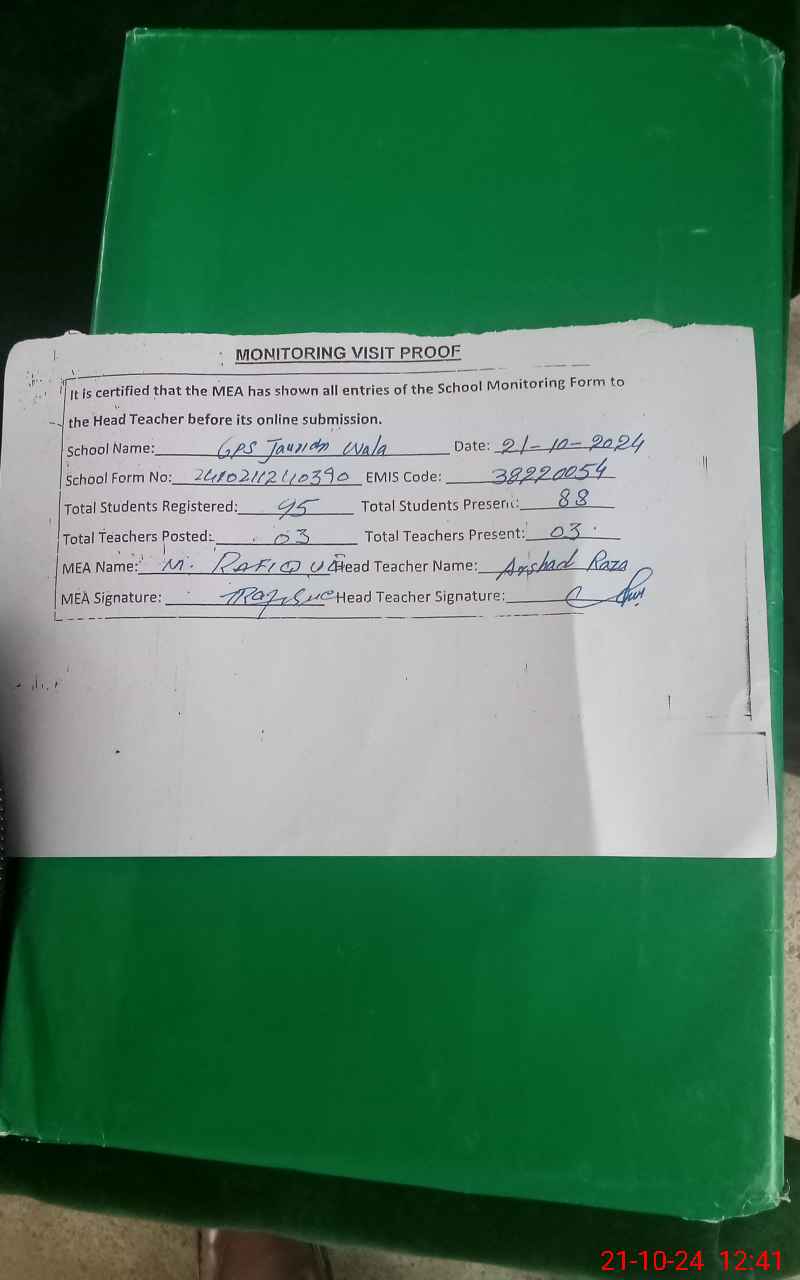 MONITORING VISIT PROOF
It is certified that the MEA has shown all entries of the School Monitoring Form to
the Head Teacher before its online submission.
School Name: GPS Wala Date: 21-10-2024
School Form No: EMIS Code: 38220054
Total Students Registered: 95 Total Students Present: 88
Total Teachers Posted: 03 Total Teachers Present: 03
MEA Name: M. RAFIQUE Head Teacher Name: Arshad Raza
MEA Signature: Head Teacher Signature:
21-10-24 12:41